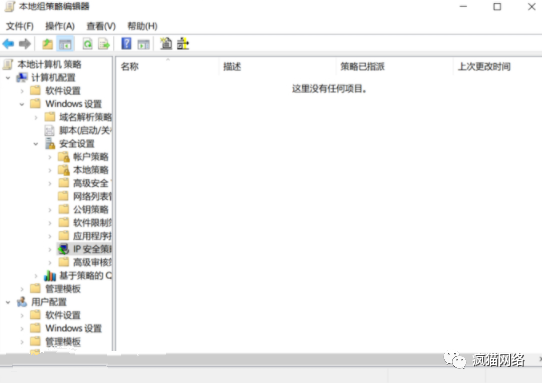 本地组策略编辑器
文件(F) 操作(A) 查看(V) 帮助(H)
本地计算机 策略
计算机配置
软件设置
Windows 设置
域名解析策略
脚本(启动/关
安全设置
帐户策略
本地策略
高级安全
网络列表
公钥策略
软件限制
应用程序
IP 安全策
高级审核
基于策略的 Q
管理模板
用户配置
软件设置
Windows 设置
管理模板
名称 描述 策略已指派 上次更改时间
这里没有任何项目。
疯猫网络